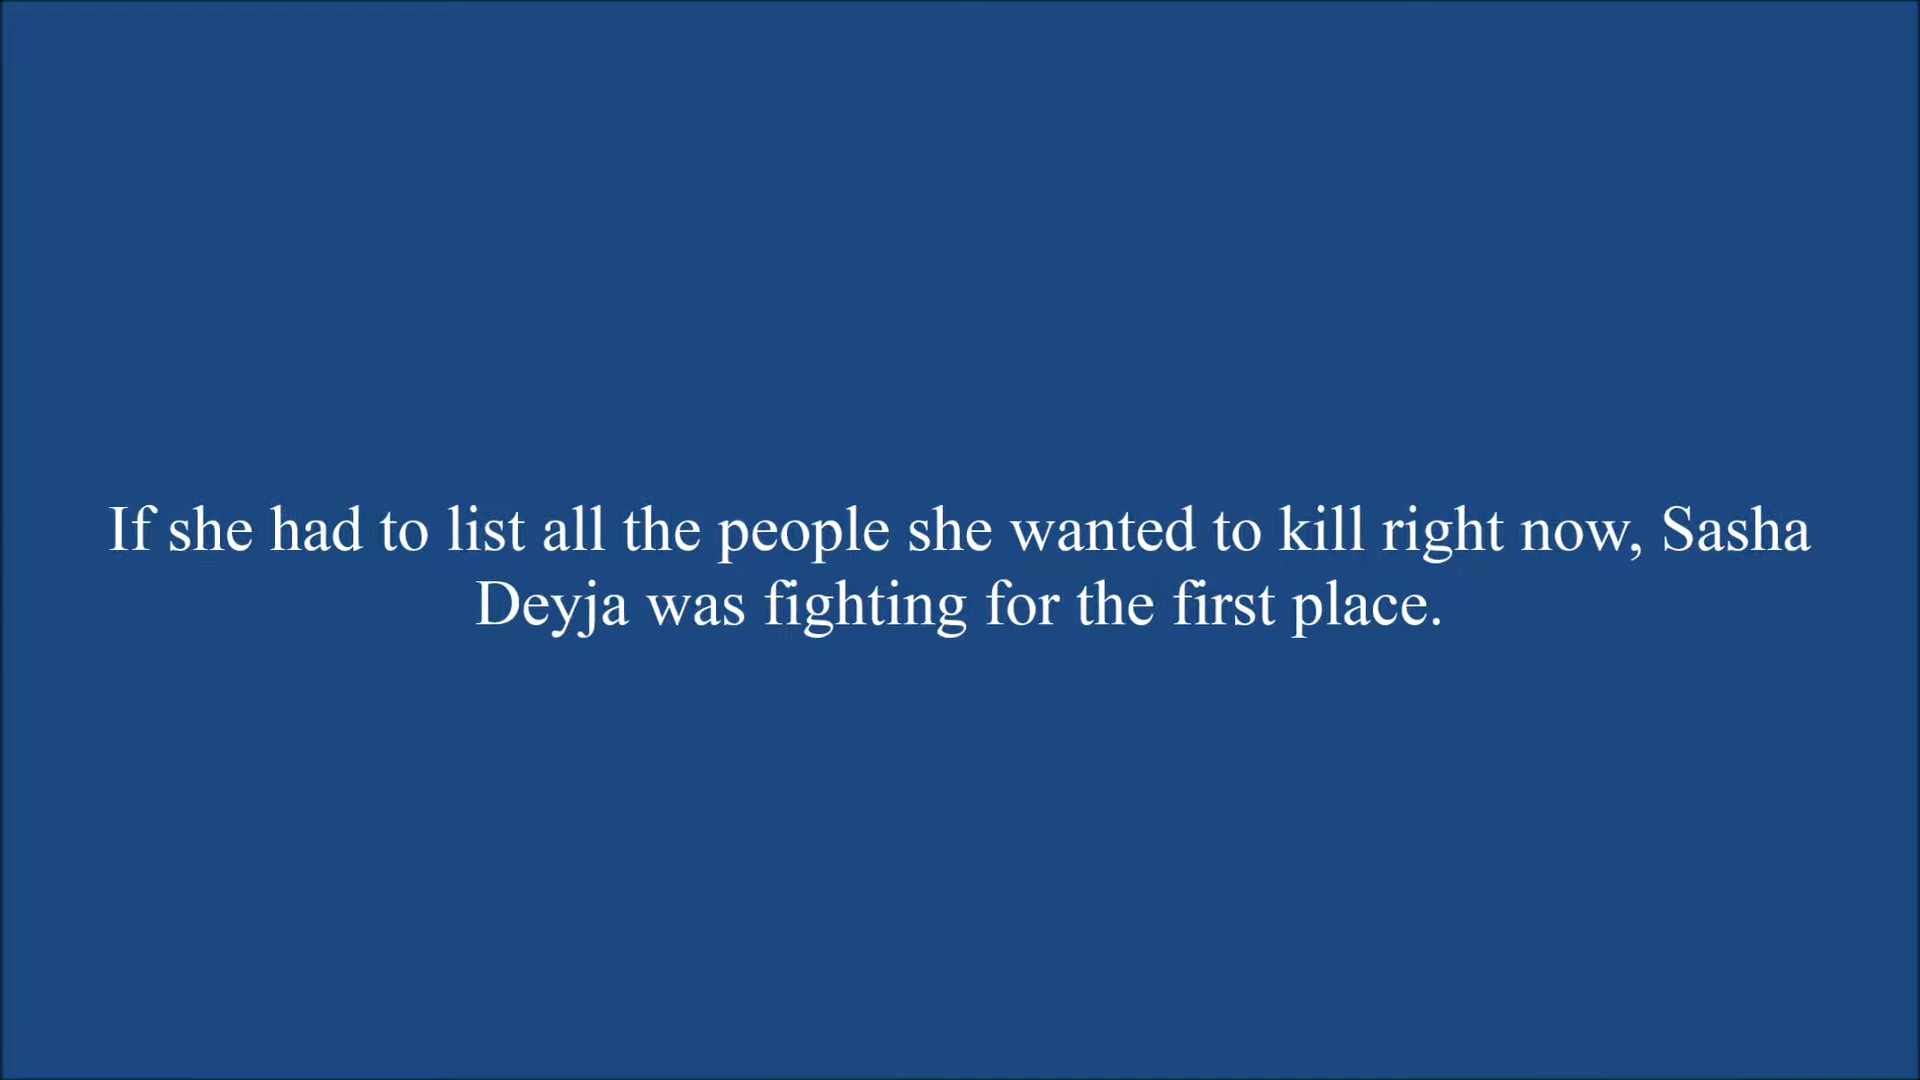 If she had to list all the people she wanted to kill right now, Sasha
Deyja was fighting for the first place.